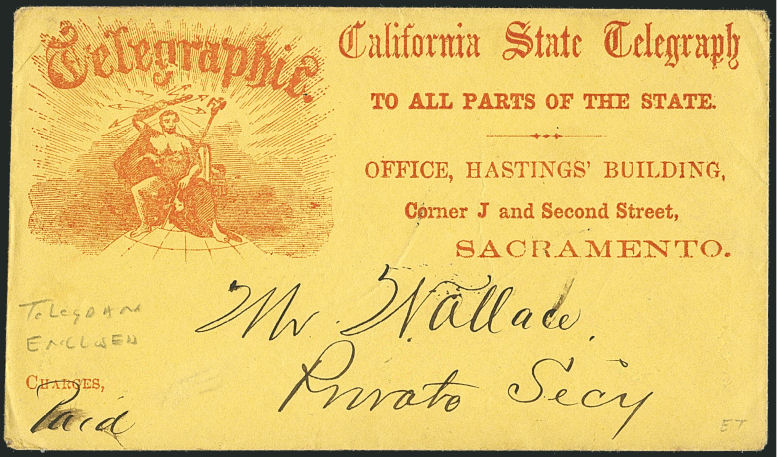 Telegraphic.
California State Telegraph
TO ALL PARTS OF THE STATE.
OFFICE, HASTINGS' BUILDING,
Corner J and Second Street,
SACRAMENTO.
Mr. Wallace.
Private Secy
TeLegram
ENCLOSED
CHARGES,
Paid
ET